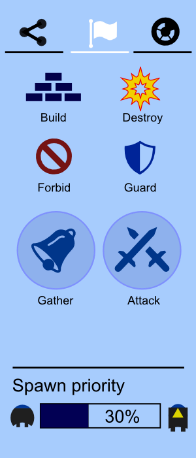 Build Destroy
Forbid Guard
Gather Attack
Spawn priority
30%